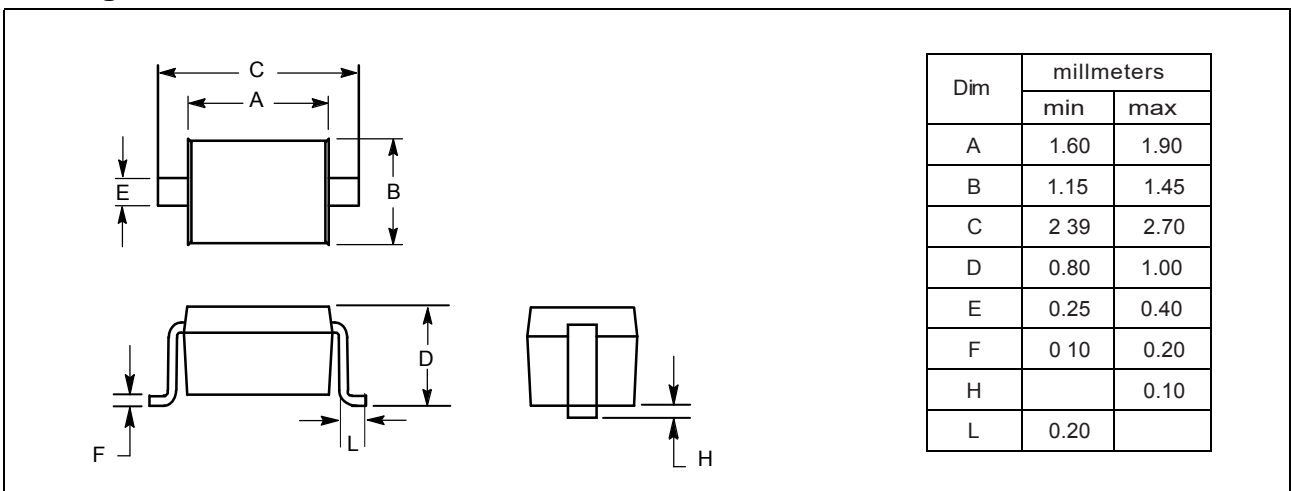 C
A
E
B
D
F
L
H
Dim millmeters
min max
A 1.60 1.90
B 1.15 1.45
C 2 39 2.70
D 0.80 1.00
E 0.25 0.40
F 0 10 0.20
H 0.10
L 0.20